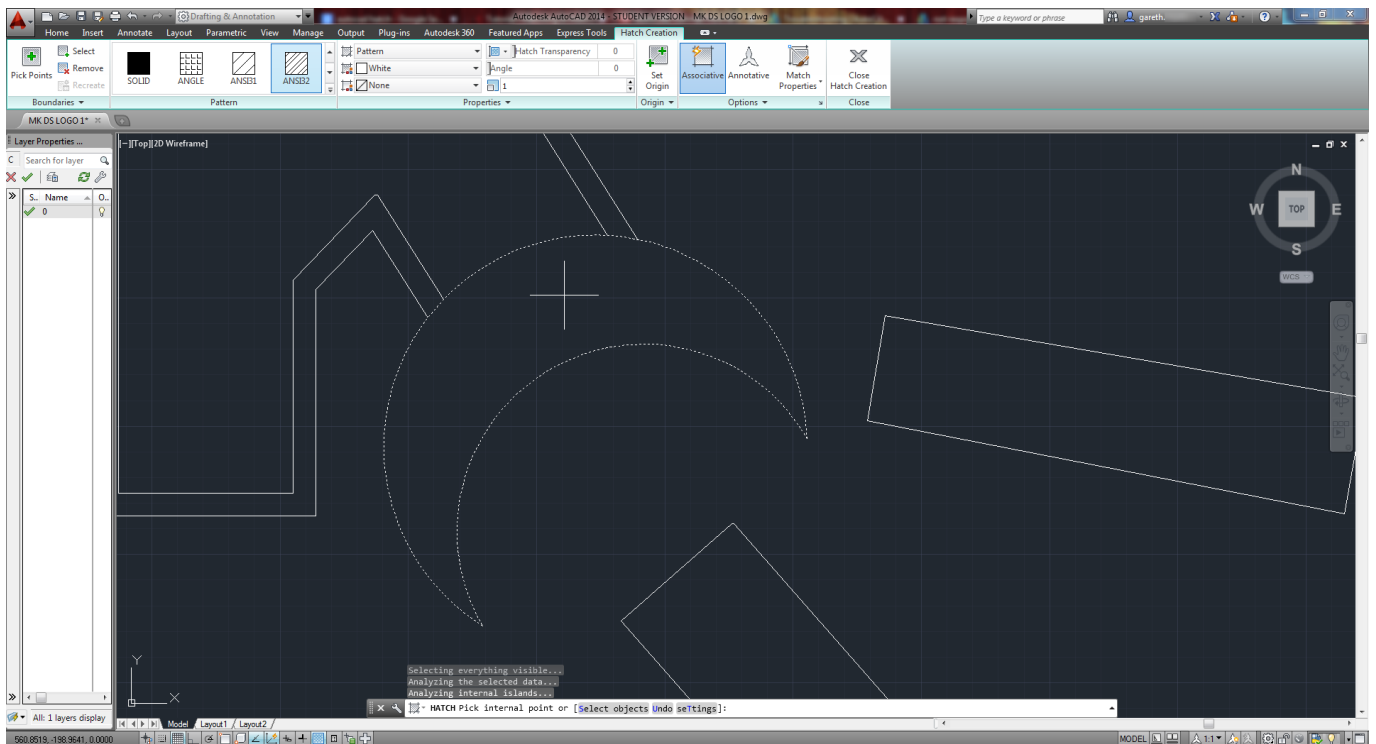 Drafting & Annotation
Autodesk AutoCAD 2014 - STUDENT VERSION MK DS LOGO 1.dwg
Type a keyword or phrase
gareth.
Home Insert Annotate Layout Parametric View Manage Output Plug-ins Autodesk 360 Featured Apps Express Tools Hatch Creation
Pick Points
Select
Remove
Recreate
SOLID
ANGLE
ANSI31
ANSI32
Pattern
White
None
Hatch Transparency 0
Angle 0
1
Set Origin
Associative
Annotative
Match Properties
Close Hatch Creation
Boundaries
Pattern
Properties
Origin
Options
Close
MK DS LOGO 1*
Layer Properties ...
[−][Top][2D Wireframe]
C Search for layer
S.. Name O..
0
N
W TOP E
S
WCS
Y
X
Selecting everything visible...
Analyzing the selected data...
Analyzing internal islands...
HATCH Pick internal point or [Select objects Undo seTtings]:
All: 1 layers display
Model Layout1 Layout2
560.8519, -198.9641, 0.0000
MODEL 1:1